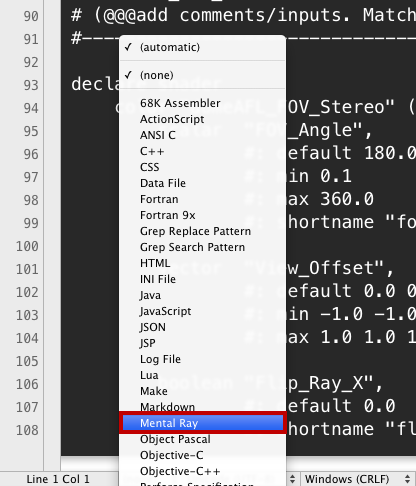 90 # (@@@add comments/inputs. Match
91 #
✓ (automatic)
92
✓ (none)
93 decla
94 68K Assembler AFL_FOV_Stereo" (
ActionScript
95 ANSI C "FOV_Angle",
96 C++ #: default 180.0
CSS
97 Data File #: min 0.1
98 Fortran #: max 360.0
99 Fortran 9x #: shortname "fo
Grep Replace Pattern
100 Grep Search Pattern
101 HTML "View_Offset",
102 INI File #: default 0.0 0
Java
103 JavaScript #: min -1.0 -1.0
104 JSON #: max 1.0 1.0 1
JSP
105 Log File
106 Lua "Flip_Ray_X",
Make
107 Markdown #: default 0.0
108 Mental Ray #: shortname "fl
Object Pascal
Objective-C
Line 1 Col 1 Objective-C++ Windows (CRLF)